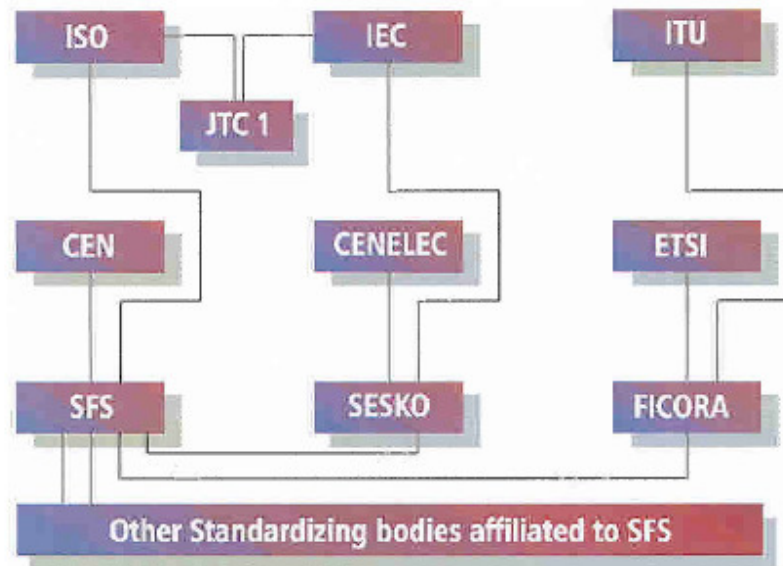 ISO
IEC
ITU
JTC 1
CEN
CENELEC
ETSI
SFS
SESKO
FICORA
Other Standardizing bodies affiliated to SFS